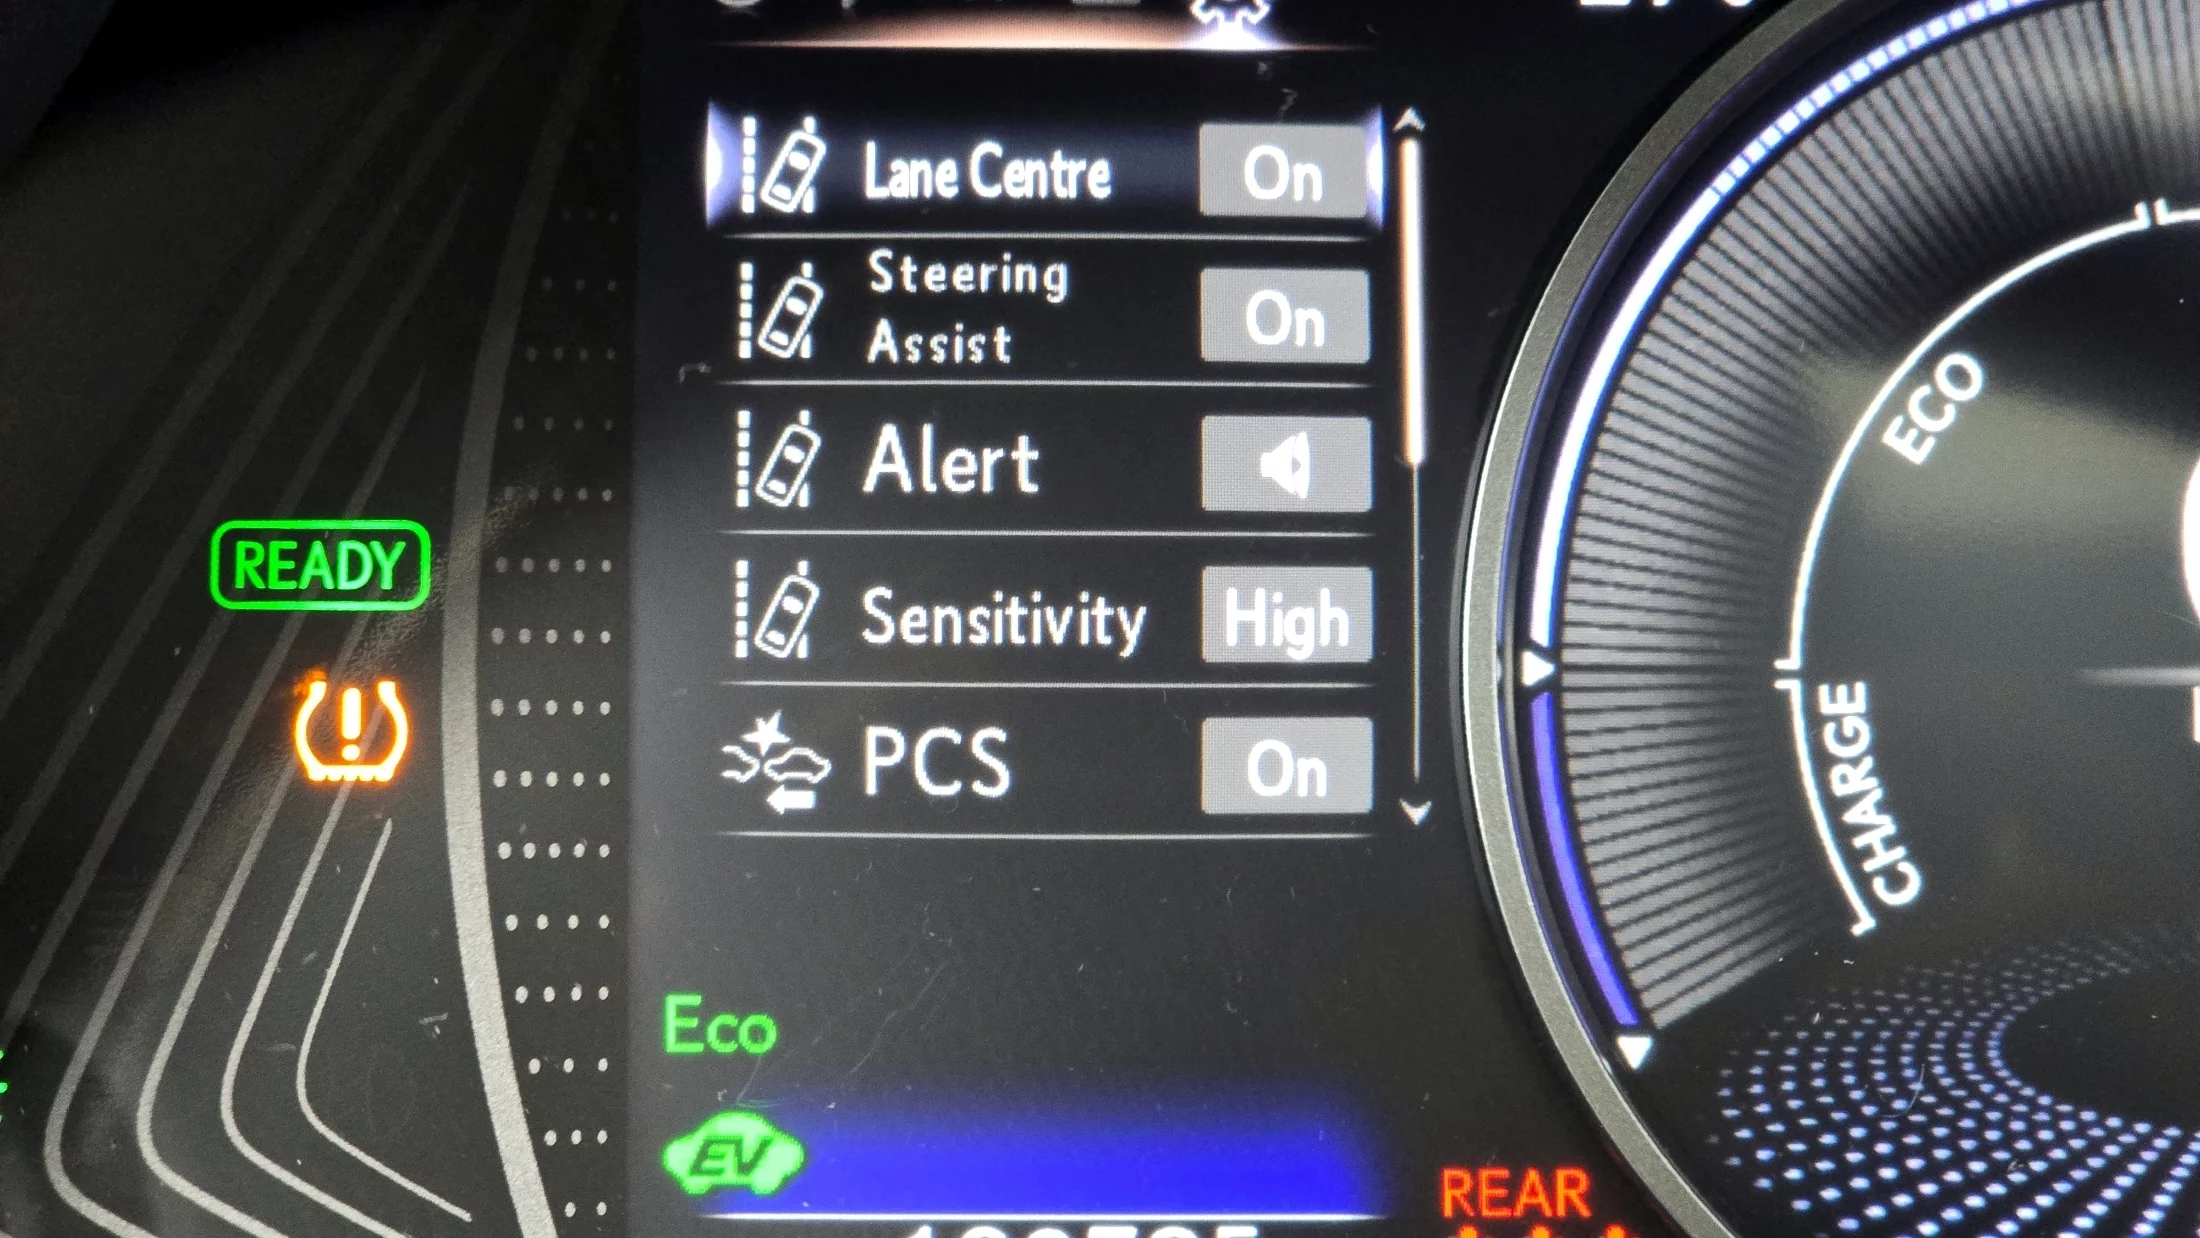 Lane Centre On
Steering
Assist
On
Alert
Sensitivity High
PCS On
READY
ECO
CHARGE
Eco
EV
REAR